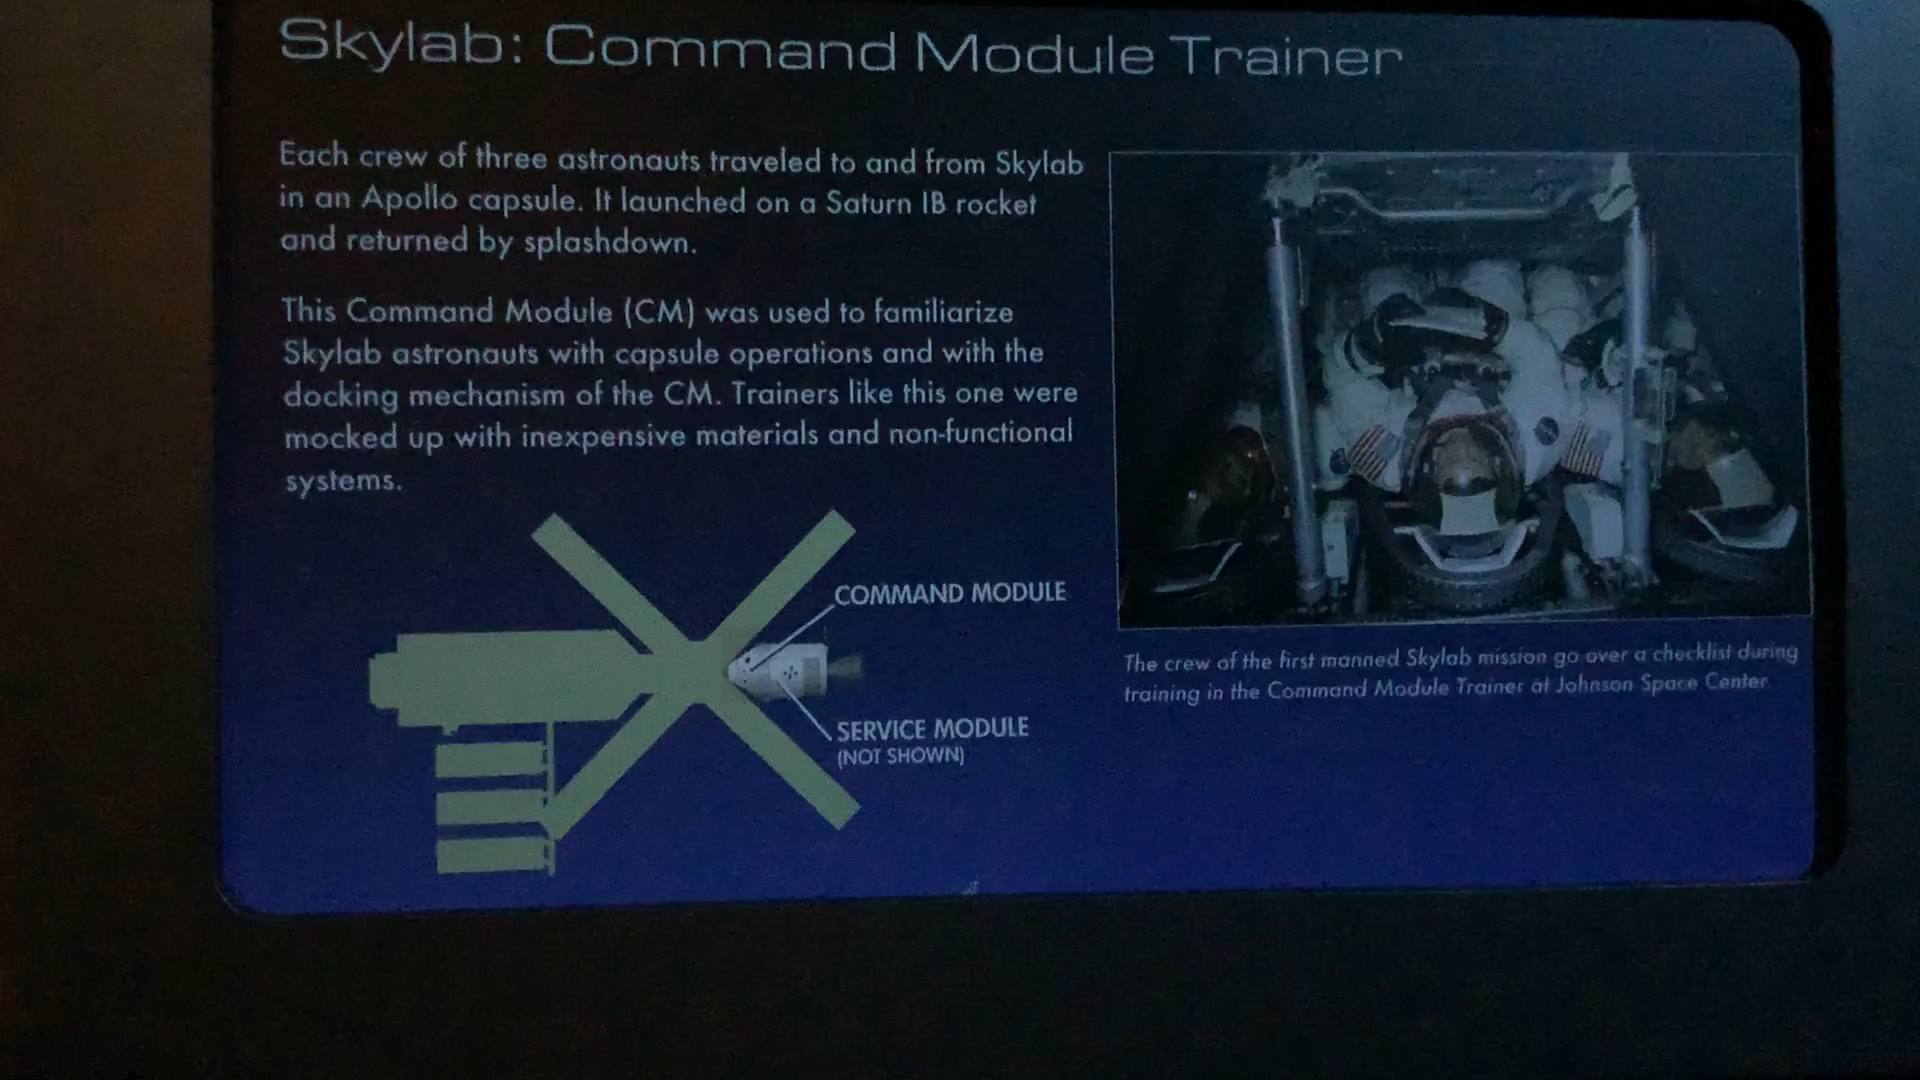 Skylab: Command Module Trainer
Each crew of three astronauts traveled to and from Skylab
in an Apollo capsule. It launched on a Saturn IB rocket
and returned by splashdown.
This Command Module (CM) was used to familiarize
Skylab astronauts with capsule operations and with the
docking mechanism of the CM. Trainers like this one were
mocked up with inexpensive materials and non-functional
systems.
COMMAND MODULE
SERVICE MODULE
(NOT SHOWN)
The crew of the first manned Skylab mission go over a checklist during
training in the Command Module Trainer at Johnson Space Center.